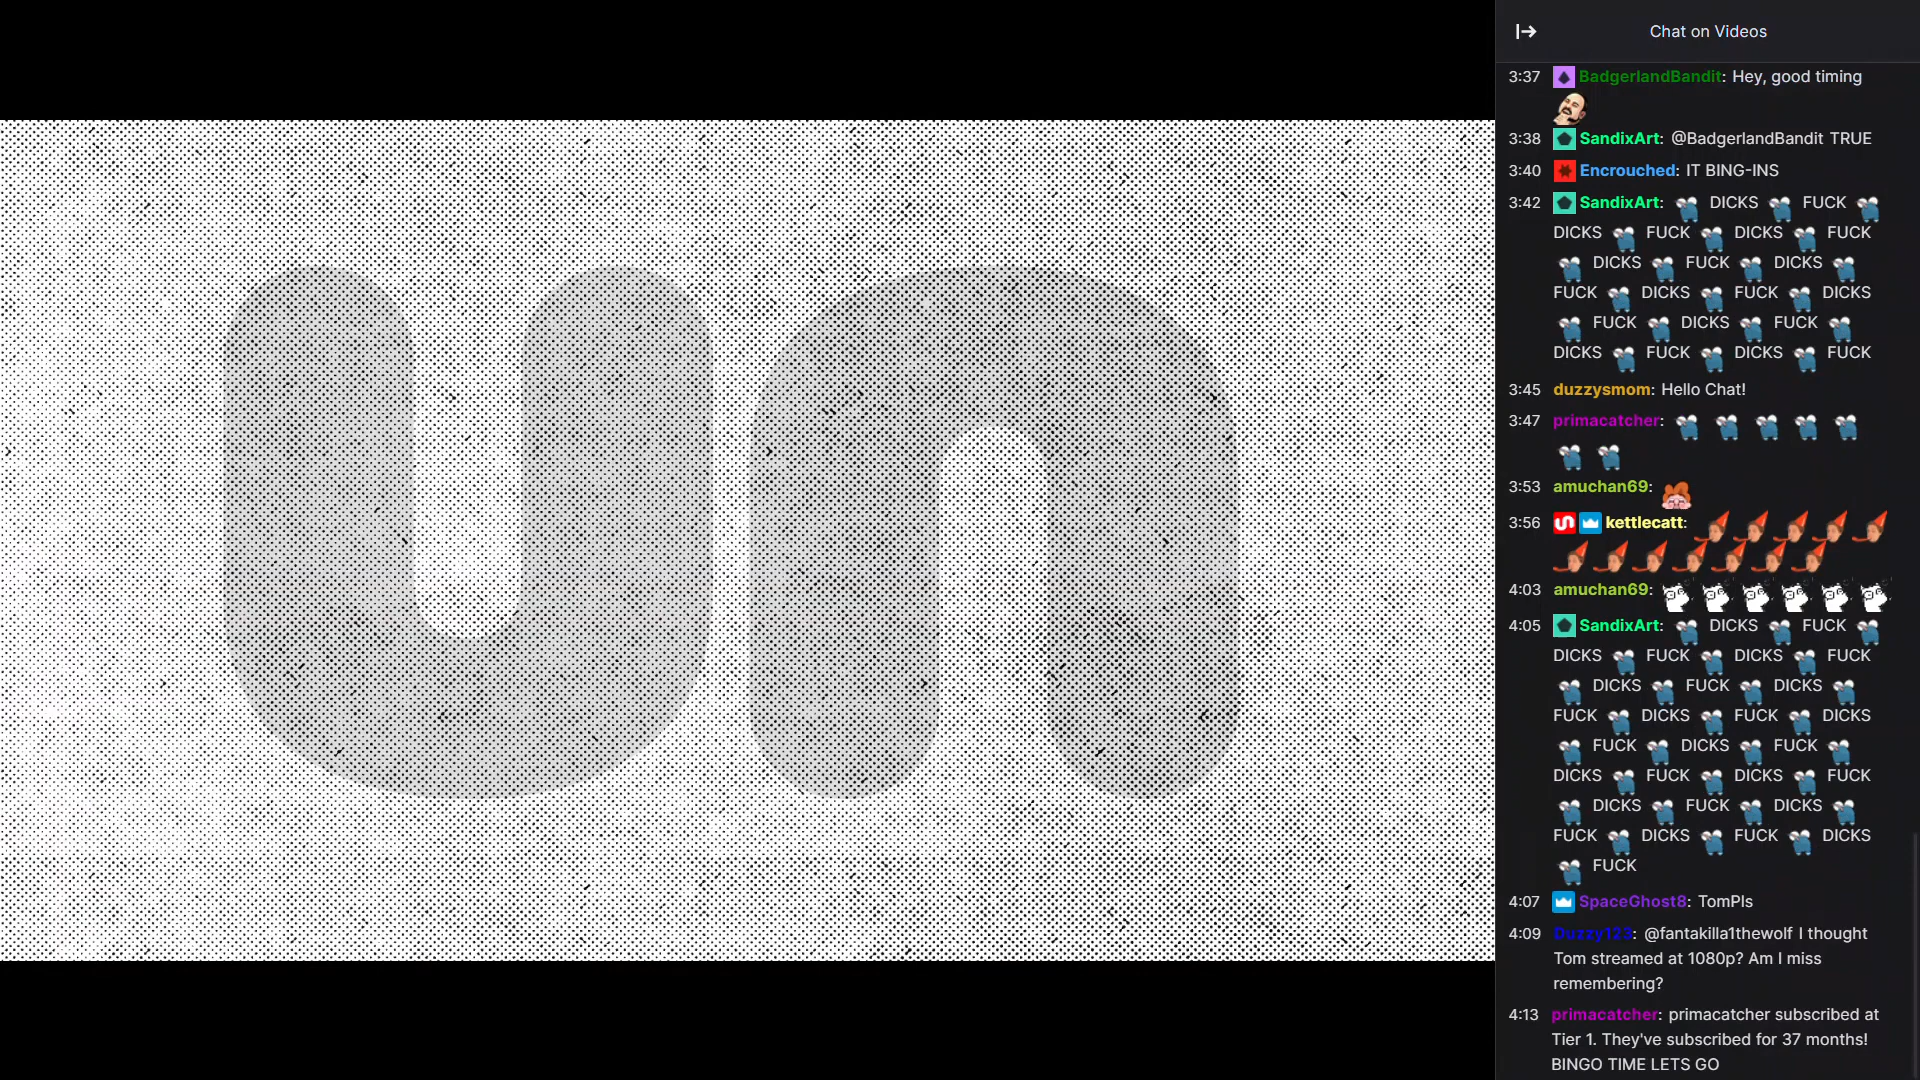 Chat on Videos
3:37 BadgerlandBandit: Hey, good timing
3:38 SandixArt: @BadgerlandBandit TRUE
3:40 Encrouched: IT BING-INS
3:42 SandixArt: DICKS FUCK
DICKS FUCK DICKS FUCK
DICKS FUCK DICKS
FUCK DICKS FUCK DICKS
FUCK DICKS FUCK
DICKS FUCK DICKS FUCK
3:45 duzzysmom: Hello Chat!
3:47 primacatcher:
3:53 amuchan69:
3:56 kettlecatt:
4:03 amuchan69:
4:05 SandixArt: DICKS FUCK
DICKS FUCK DICKS FUCK
DICKS FUCK DICKS
FUCK DICKS FUCK DICKS
FUCK DICKS FUCK
DICKS FUCK DICKS FUCK
DICKS FUCK DICKS
FUCK DICKS FUCK DICKS
FUCK
4:07 SpaceGhost8: TomPls
4:09 Duzzy123: @fantakilla1thewolf I thought
Tom streamed at 1080p? Am I miss
remembering?
4:13 primacatcher: primacatcher subscribed at
Tier 1. They've subscribed for 37 months!
BINGO TIME LETS GO